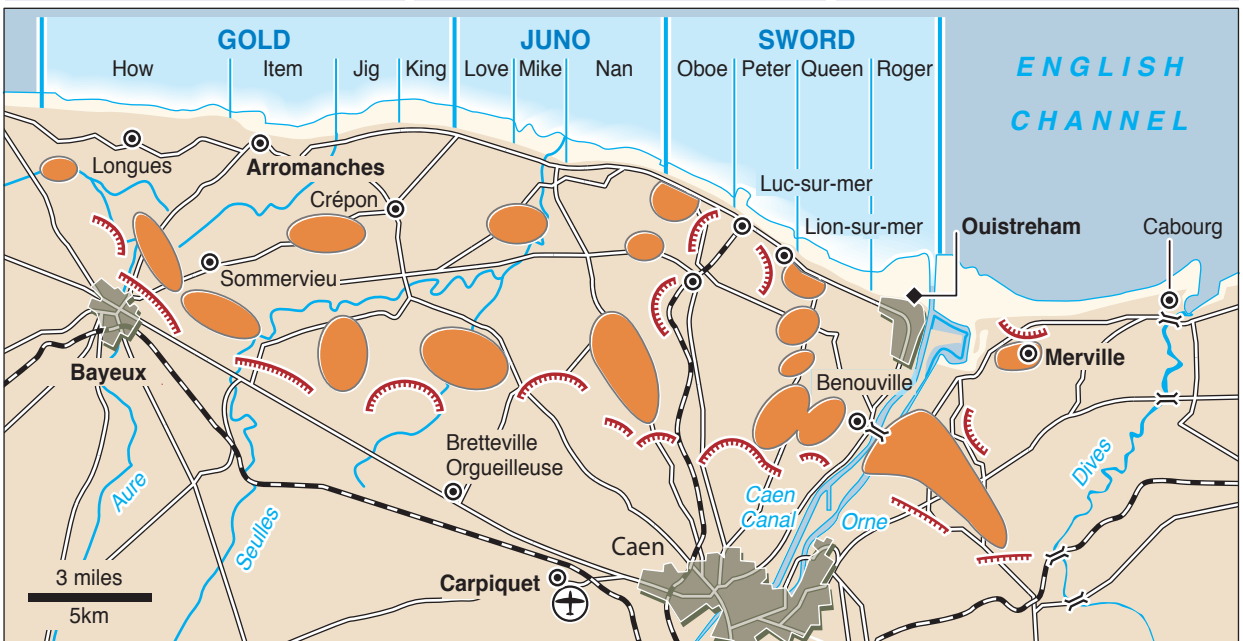 GOLD
JUNO
SWORD
How
Item
Jig
King
Love
Mike
Nan
Oboe
Peter
Queen
Roger
ENGLISH
CHANNEL
Longues
Arromanches
Crépon
Luc-sur-mer
Lion-sur-mer
Ouistreham
Cabourg
Sommervieu
Bayeux
Merville
Benouville
Bretteville
Orgueilleuse
Aure
Seulles
Caen
Canal
Orne
Dives
Caen
Carpiquet
3 miles
5km